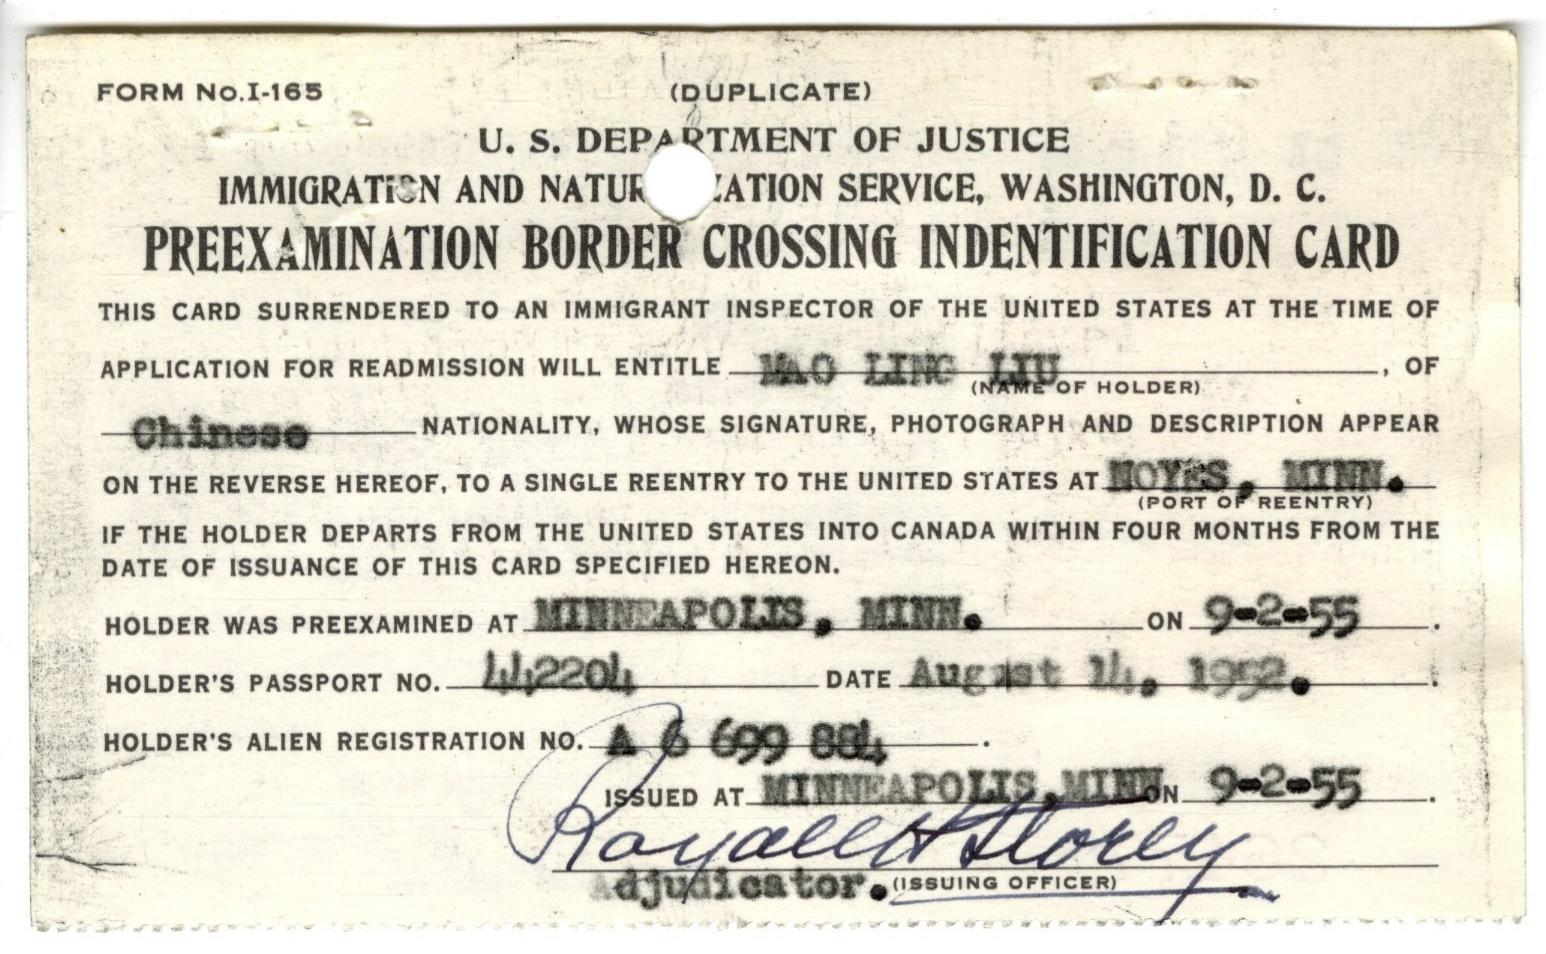 FORM No.I-165
(DUPLICATE)
U. S. DEPARTMENT OF JUSTICE
IMMIGRATION AND NATUR ZATION SERVICE, WASHINGTON, D. C.
PREEXAMINATION BORDER CROSSING INDENTIFICATION CARD
THIS CARD SURRENDERED TO AN IMMIGRANT INSPECTOR OF THE UNITED STATES AT THE TIME OF
APPLICATION FOR READMISSION WILL ENTITLE MAO LING LIU, OF
(NAME OF HOLDER)
Chinese NATIONALITY, WHOSE SIGNATURE, PHOTOGRAPH AND DESCRIPTION APPEAR
ON THE REVERSE HEREOF, TO A SINGLE REENTRY TO THE UNITED STATES AT NOYES, MINN.
(PORT OF REENTRY)
IF THE HOLDER DEPARTS FROM THE UNITED STATES INTO CANADA WITHIN FOUR MONTHS FROM THE
DATE OF ISSUANCE OF THIS CARD SPECIFIED HEREON.
HOLDER WAS PREEXAMINED AT MINNEAPOLIS, MINN. ON 9-2-55.
HOLDER'S PASSPORT NO. 442204 DATE August 14, 1952. .
HOLDER'S ALIEN REGISTRATION NO. A 6 699 884.
ISSUED AT MINNEAPOLIS, MINN ON 9-2-55.
Royall H Storey
Adjudicator. (ISSUING OFFICER)